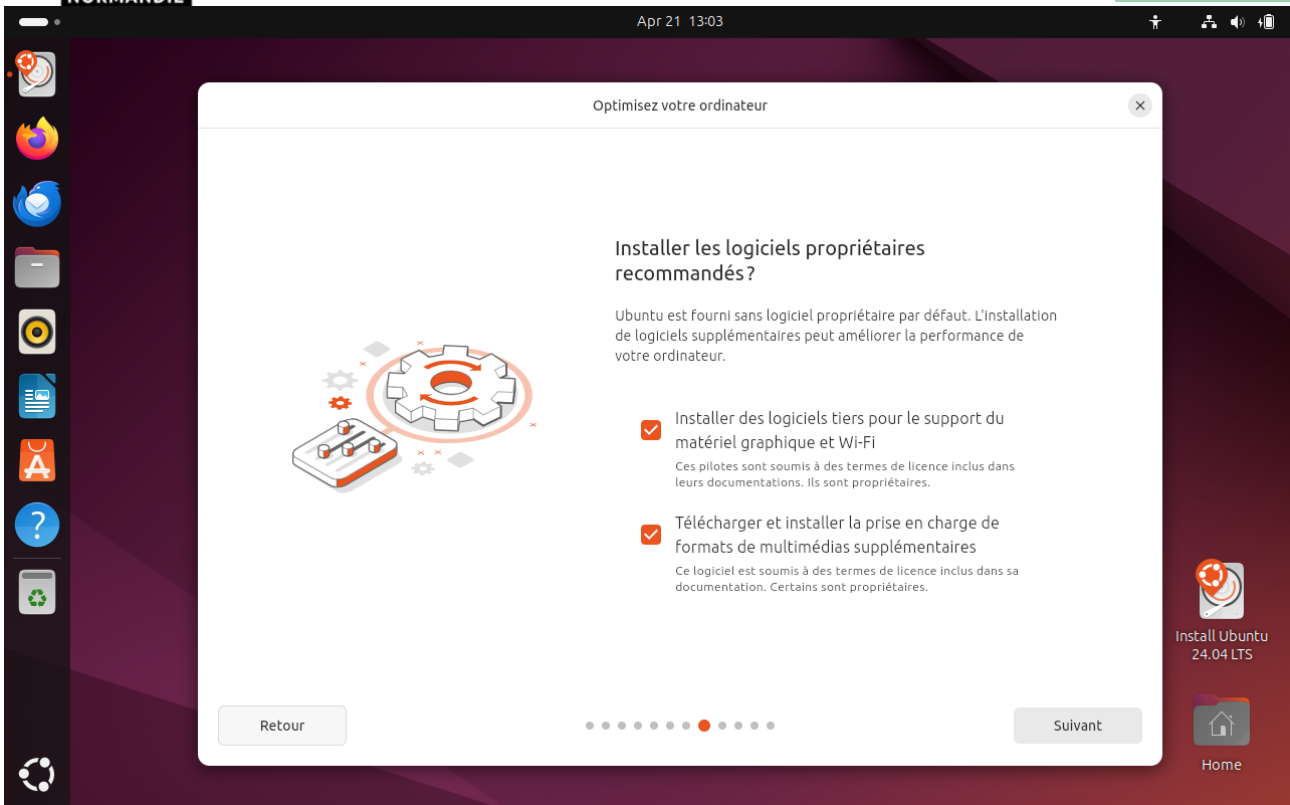 NORMANDIE
Apr 21 13:03
Optimisez votre ordinateur
Installer les logiciels propriétaires
recommandés ?
Ubuntu est fourni sans logiciel propriétaire par défaut. L'installation
de logiciels supplémentaires peut améliorer la performance de
votre ordinateur.
Installer des logiciels tiers pour le support du
matériel graphique et Wi-Fi
Ces pilotes sont soumis à des termes de licence inclus dans
leurs documentations. Ils sont propriétaires.
Télécharger et installer la prise en charge de
formats de multimédias supplémentaires
Ce logiciel est soumis à des termes de licence inclus dans sa
documentation. Certains sont propriétaires.
Install Ubuntu
24.04 LTS
Retour
Suivant
Home